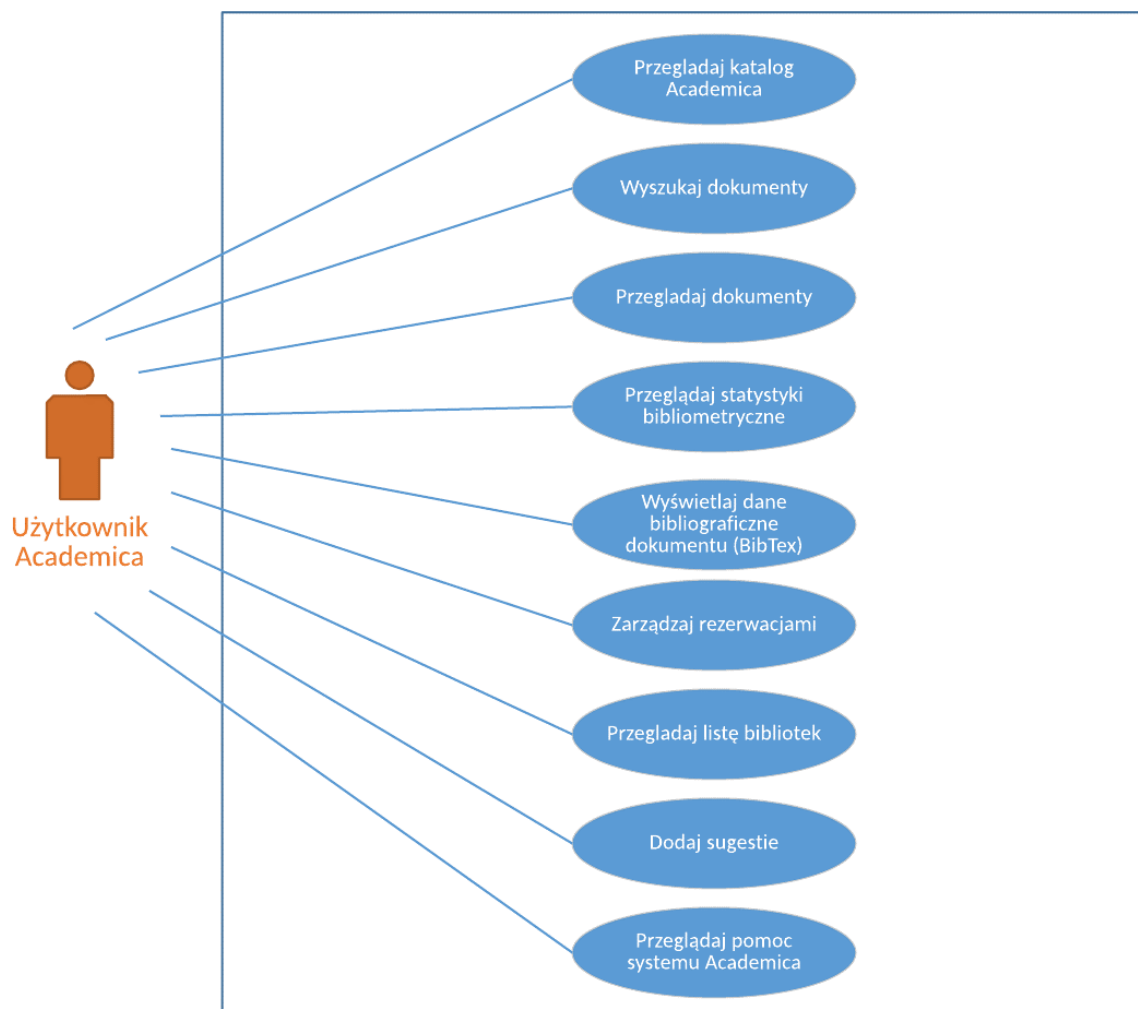 Przegladaj katalog
Academica
Wyszukaj dokumenty
Przegladaj dokumenty
Przeglądaj statystyki
bibliometryczne
Wyświetlaj dane
bibliograficzne
dokumentu (BibTex)
Zarządzaj rezerwacjami
Przegladaj listę bibliotek
Dodaj sugestie
Przeglądaj pomoc
systemu Academica
Użytkownik
Academica